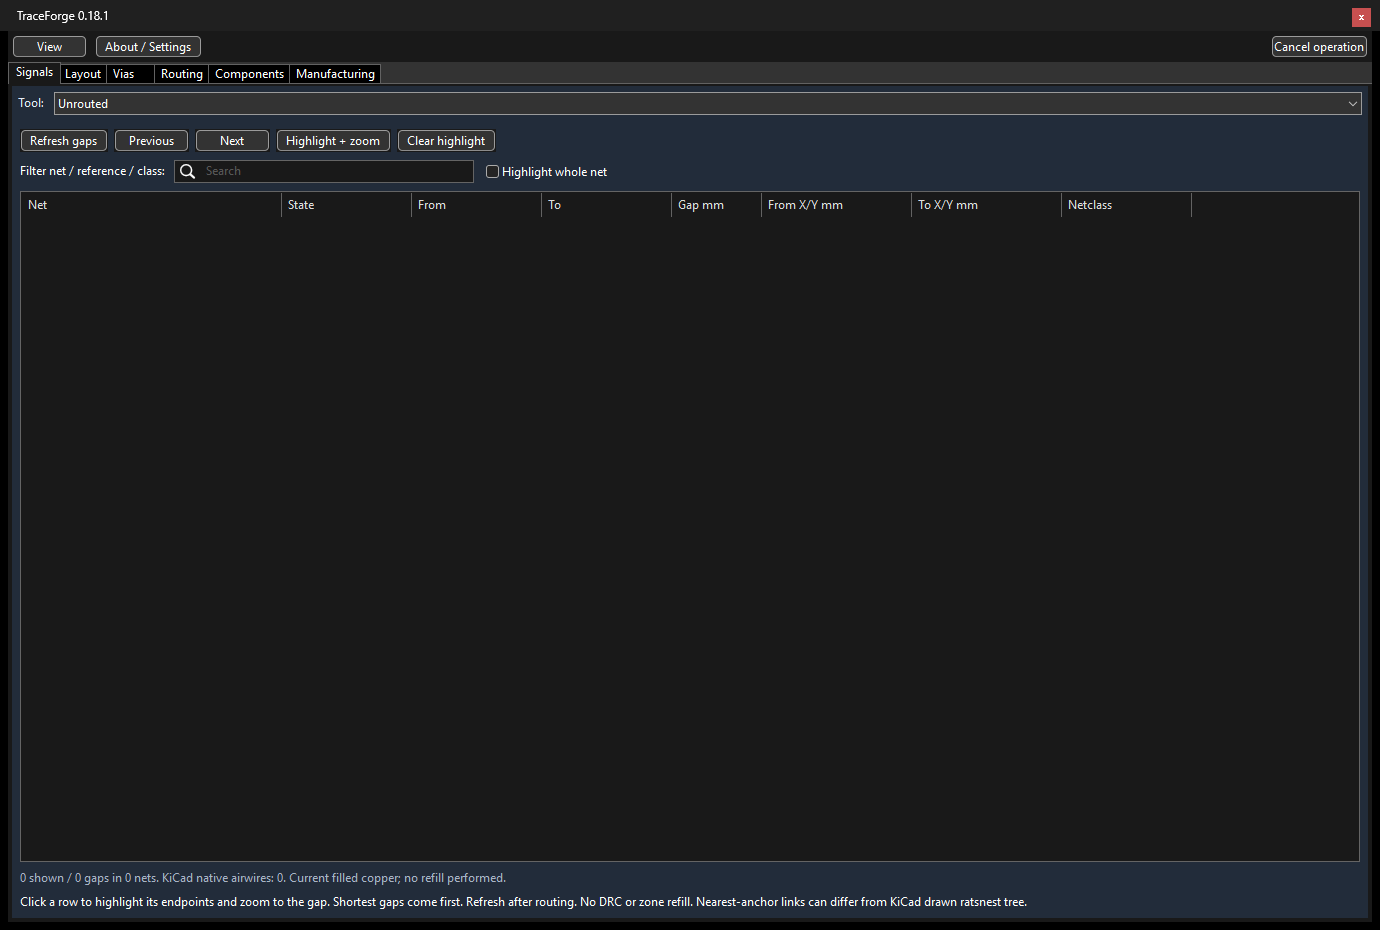 TraceForge 0.18.1
x
View About / Settings Cancel operation
Signals Layout Vias Routing Components Manufacturing
Tool: Unrouted
Refresh gaps Previous Next Highlight + zoom Clear highlight
Filter net / reference / class: Search Highlight whole net
Net State From To Gap mm From X/Y mm To X/Y mm Netclass
0 shown / 0 gaps in 0 nets. KiCad native airwires: 0. Current filled copper; no refill performed.
Click a row to highlight its endpoints and zoom to the gap. Shortest gaps come first. Refresh after routing. No DRC or zone refill. Nearest-anchor links can differ from KiCad drawn ratsnest tree.